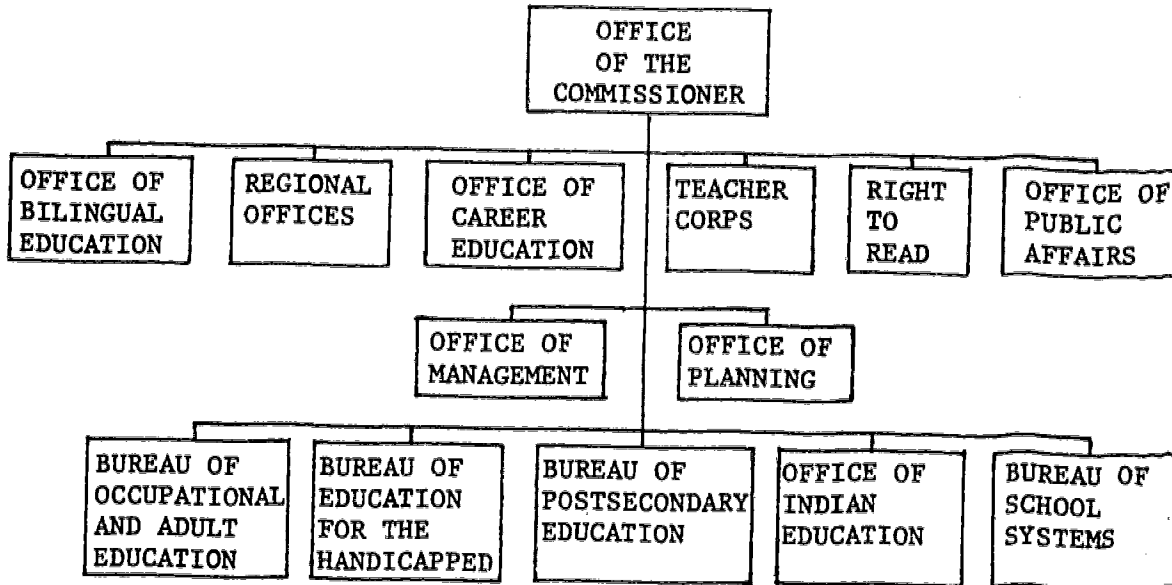 OFFICE
OF THE
COMMISSIONER
OFFICE OF
BILINGUAL
EDUCATION
REGIONAL
OFFICES
OFFICE OF
CAREER
EDUCATION
TEACHER
CORPS
RIGHT
TO
READ
OFFICE OF
PUBLIC
AFFAIRS
OFFICE OF
MANAGEMENT
OFFICE OF
PLANNING
BUREAU OF
OCCUPATIONAL
AND ADULT
EDUCATION
BUREAU OF
EDUCATION
FOR THE
HANDICAPPED
BUREAU OF
POSTSECONDARY
EDUCATION
OFFICE OF
INDIAN
EDUCATION
BUREAU OF
SCHOOL
SYSTEMS